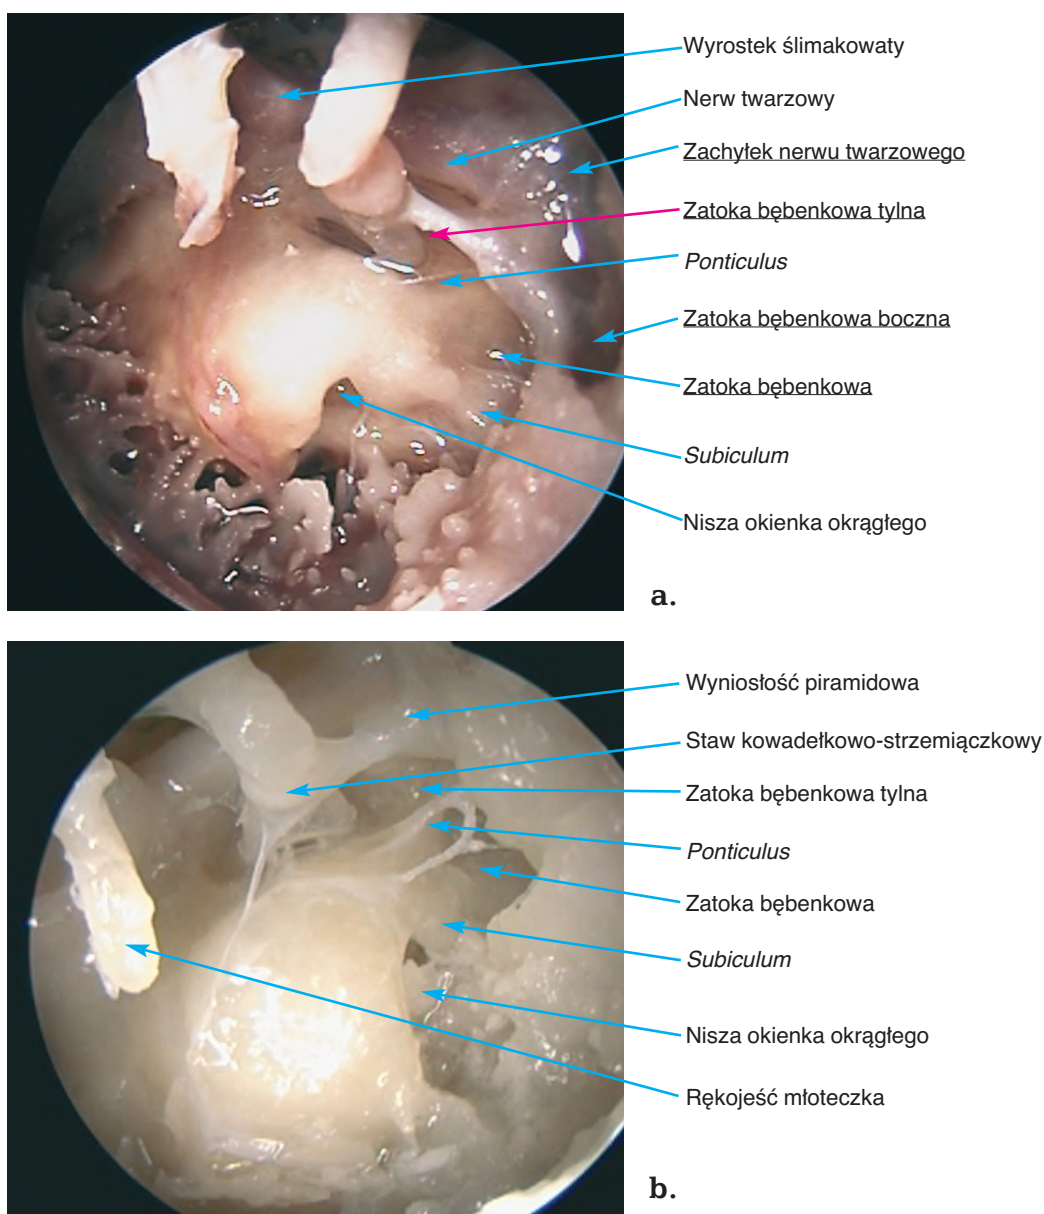 Wyrostek ślimakowaty
Nerw twarzowy
Zachyłek nerwu twarzowego
Zatoka bębenkowa tylna
Ponticulus
Zatoka bębenkowa boczna
Zatoka bębenkowa
Subiculum
Nisza okienka okrągłego
a.
Wyniosłość piramidowa
Staw kowadełkowo-strzemiączkowy
Zatoka bębenkowa tylna
Ponticulus
Zatoka bębenkowa
Subiculum
Nisza okienka okrągłego
Rękojeść młoteczka
b.